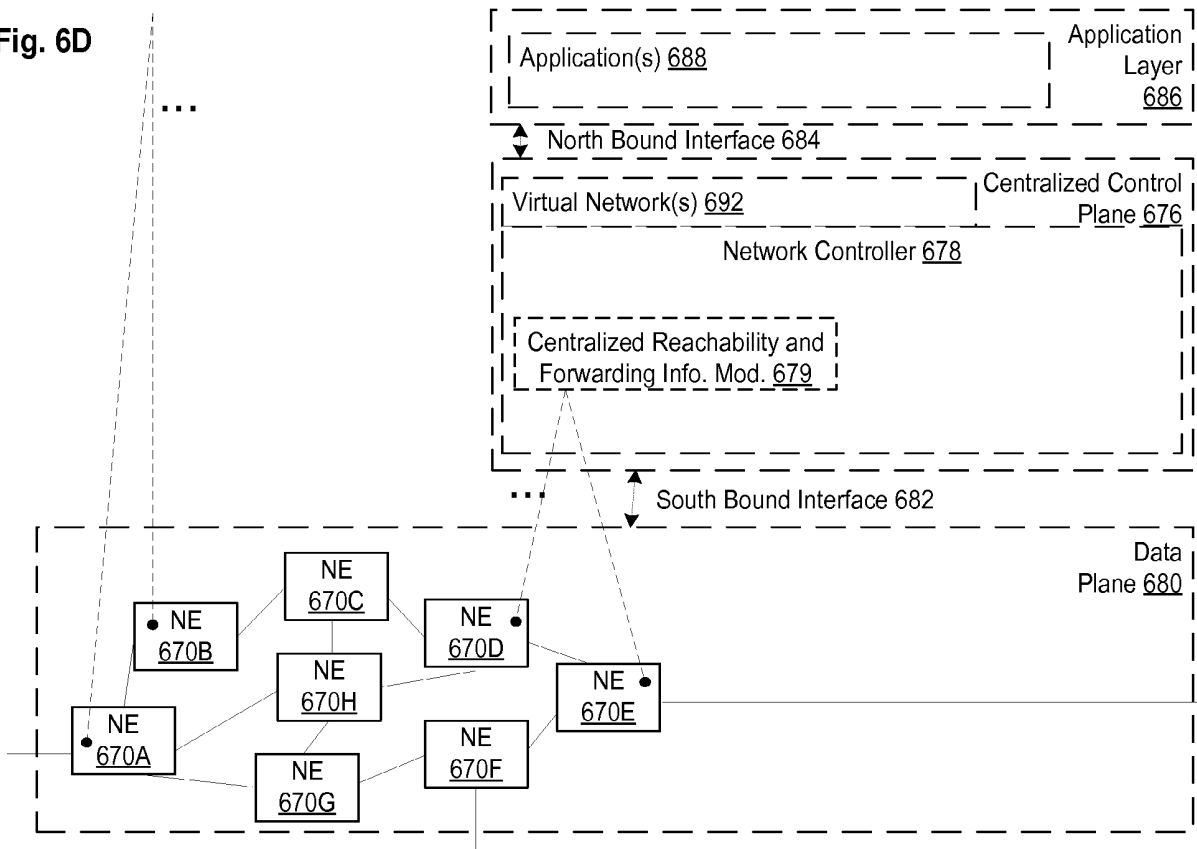 Fig. 6D
Application(s) 688
Application
Layer
686
...
North Bound Interface 684
Virtual Network(s) 692
Centralized Control
Plane 676
Network Controller 678
Centralized Reachability and
Forwarding Info. Mod. 679
...
South Bound Interface 682
Data
Plane 680
NE
670C
NE
670B
NE
670D
NE
670H
NE
670E
NE
670A
NE
670F
NE
670G